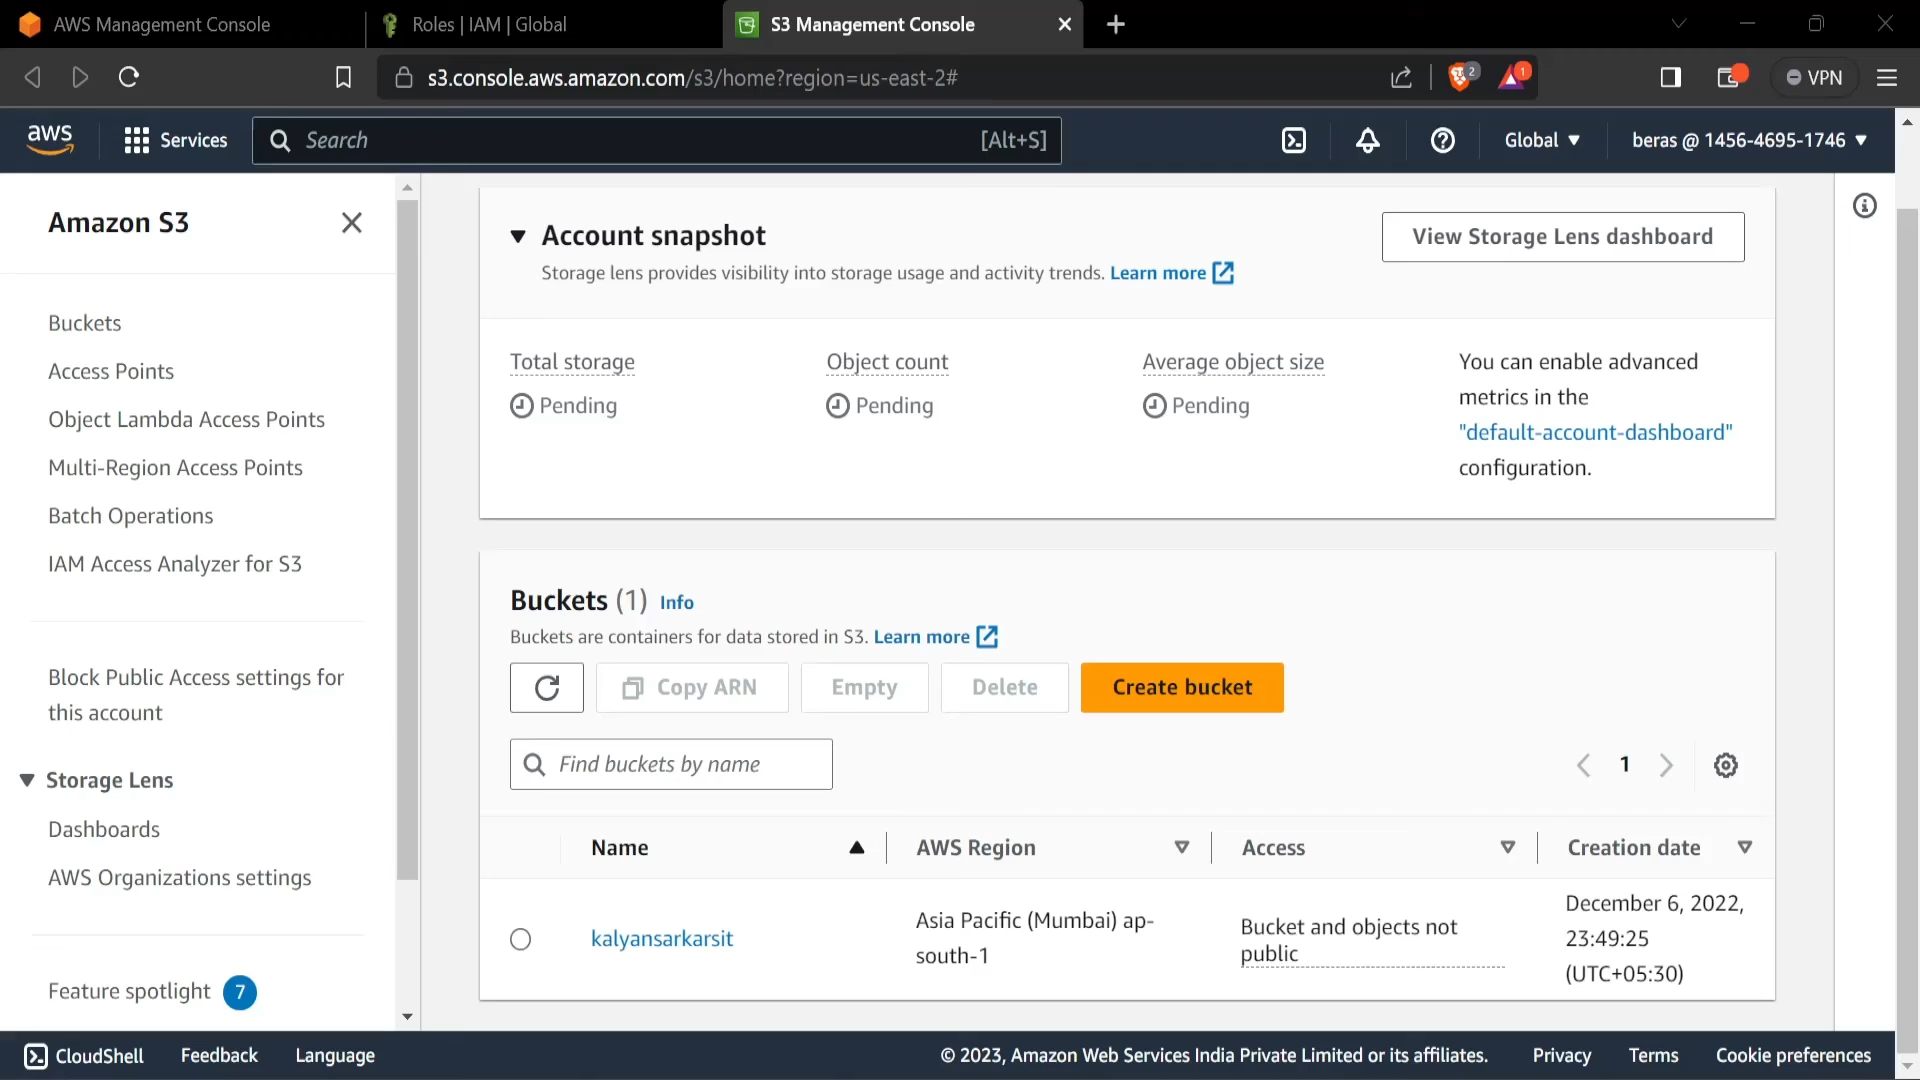 AWS Management Console
Roles | IAM | Global
S3 Management Console
s3.console.aws.amazon.com/s3/home?region=us-east-2#
2
1
VPN
aws
Services
Search
[Alt+S]
Global
beras @ 1456-4695-1746
Amazon S3
Buckets
Access Points
Object Lambda Access Points
Multi-Region Access Points
Batch Operations
IAM Access Analyzer for S3
Block Public Access settings for
this account
Storage Lens
Dashboards
AWS Organizations settings
Feature spotlight 7
Account snapshot
View Storage Lens dashboard
Storage lens provides visibility into storage usage and activity trends. Learn more
Total storage
Pending
Object count
Pending
Average object size
Pending
You can enable advanced
metrics in the
"default-account-dashboard"
configuration.
Buckets (1) Info
Buckets are containers for data stored in S3. Learn more
Copy ARN
Empty
Delete
Create bucket
Find buckets by name
1
Name
AWS Region
Access
Creation date
kalyansarkarsit
Asia Pacific (Mumbai) ap-
south-1
Bucket and objects not
public
December 6, 2022,
23:49:25
(UTC+05:30)
CloudShell
Feedback
Language
© 2023, Amazon Web Services India Private Limited or its affiliates.
Privacy
Terms
Cookie preferences